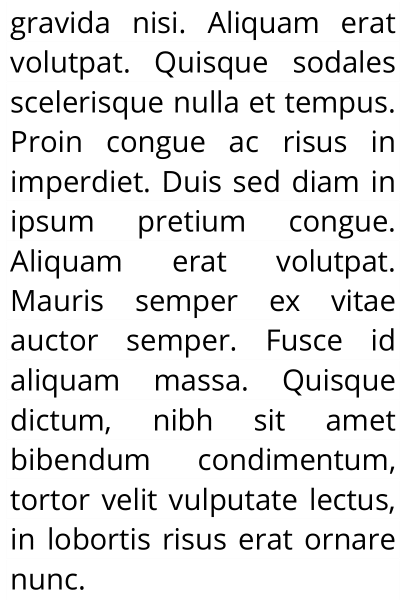 gravida nisi. Aliquam erat
volutpat. Quisque sodales
scelerisque nulla et tempus.
Proin congue ac risus in
imperdiet. Duis sed diam in
ipsum pretium congue.
Aliquam erat volutpat.
Mauris semper ex vitae
auctor semper. Fusce id
aliquam massa. Quisque
dictum, nibh sit amet
bibendum condimentum,
tortor velit vulputate lectus,
in lobortis risus erat ornare
nunc.